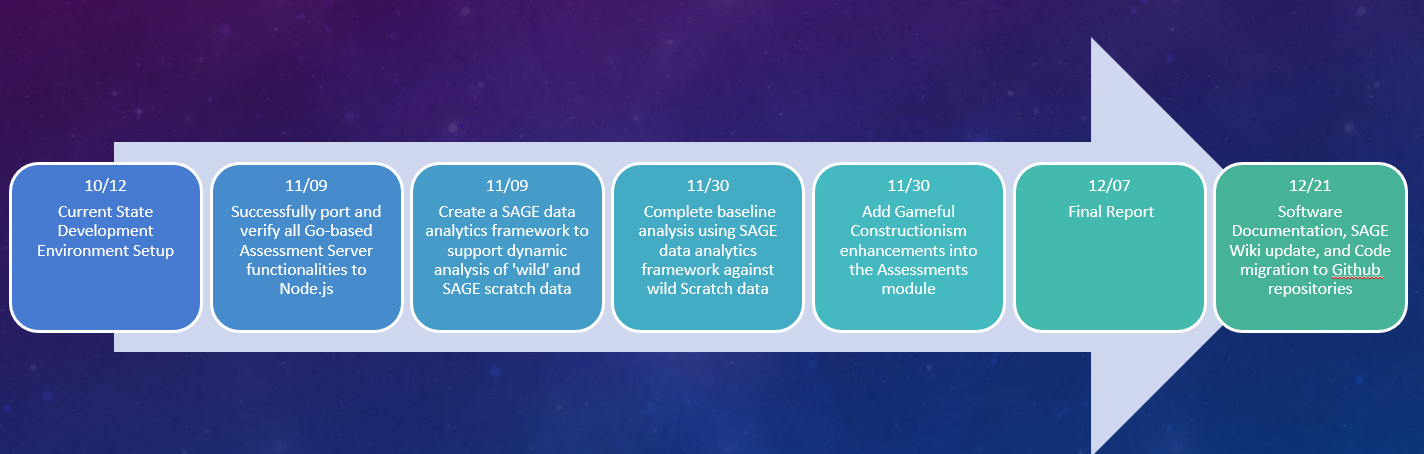 10/12
Current State
Development
Environment Setup
11/09
Successfully port and
verify all Go-based
Assessment Server
functionalities to
Node.js
11/09
Create a SAGE data
analytics framework to
support dynamic
analysis of 'wild' and
SAGE scratch data
11/30
Complete baseline
analysis using SAGE
data analytics
framework against
wild Scratch data
11/30
Add Gameful
Constructionism
enhancements into
the Assessments
module
12/07
Final Report
12/21
Software
Documentation, SAGE
Wiki update, and Code
migration to Github
repositories